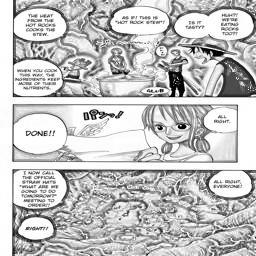 HUH?!
WE'RE
EATING
ROCKS
TOO!?
IS IT
TASTY?
AS IF! THIS IS
"HOT ROCK STEW"!
THE HEAT
FROM THE
HOT ROCKS
COOKS THE
STEW.
WHEN YOU COOK
THIS WAY, THE
INGREDIENTS KEEP
MORE OF THEIR
NUTRIENTS.
ALL
RIGHT,
DONE!!
ALL RIGHT,
EVERYONE!
I NOW CALL
THE OFFICIAL
STRAW HATS
"WHAT ARE WE
GOING TO DO
TOMORROW?"
MEETING TO
ORDER!!
RIGHT!!